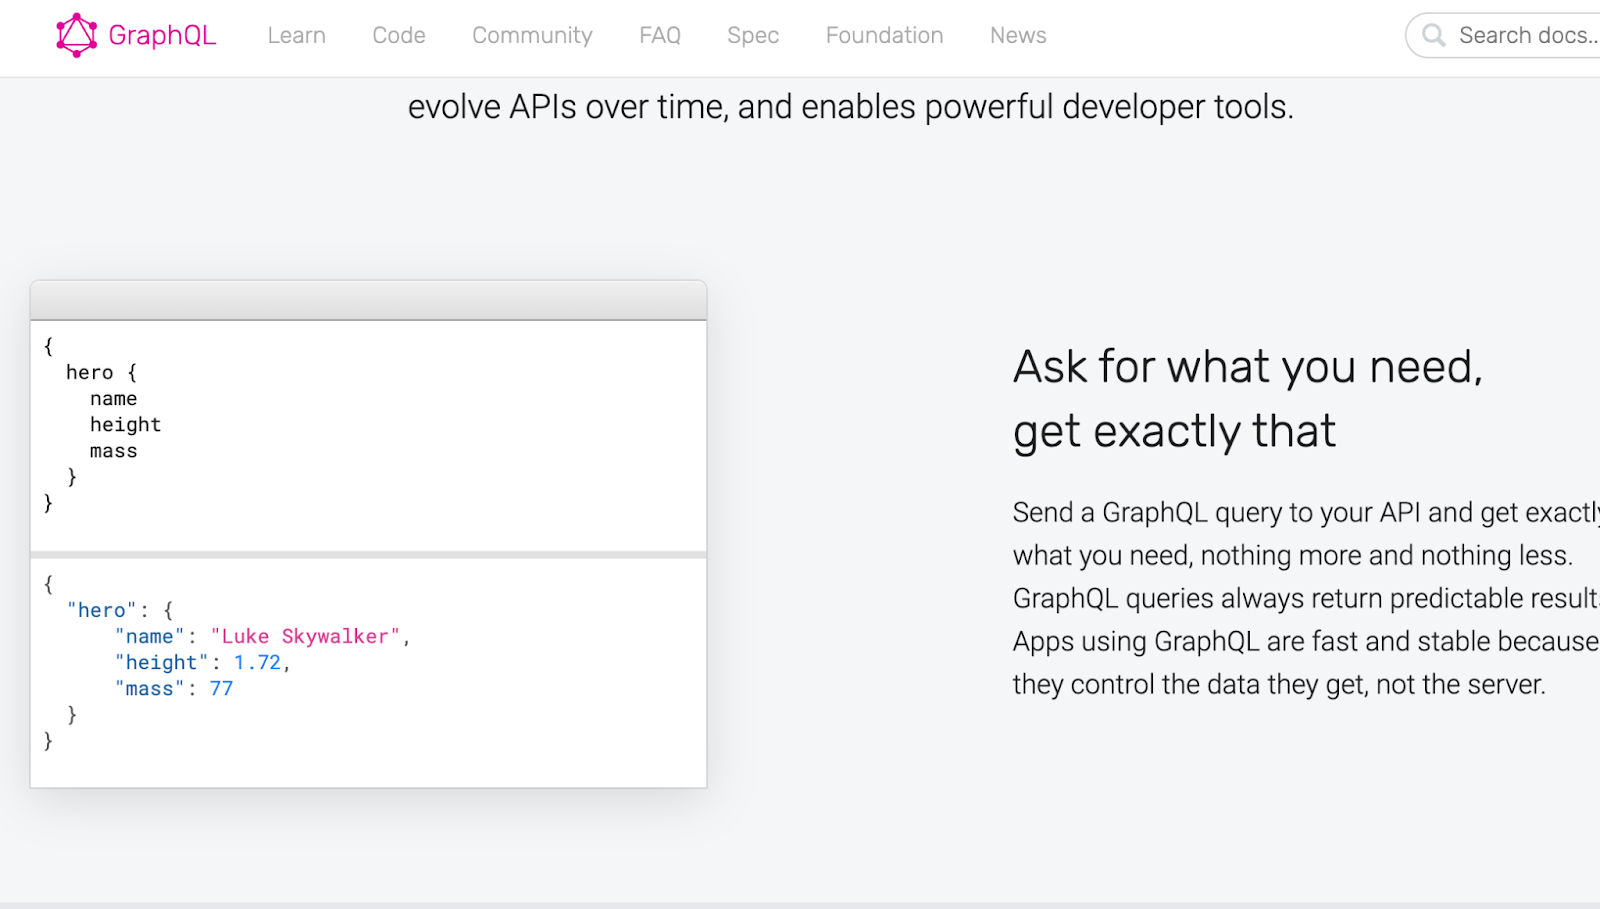 GraphQL Learn Code Community FAQ Spec Foundation News Search docs..
evolve APIs over time, and enables powerful developer tools.
{
  hero {
    name
    height
    mass
  }
}
{
  "hero": {
      "name": "Luke Skywalker",
      "height": 1.72,
      "mass": 77
  }
}
Ask for what you need,
get exactly that
Send a GraphQL query to your API and get exactly
what you need, nothing more and nothing less.
GraphQL queries always return predictable results
Apps using GraphQL are fast and stable because
they control the data they get, not the server.